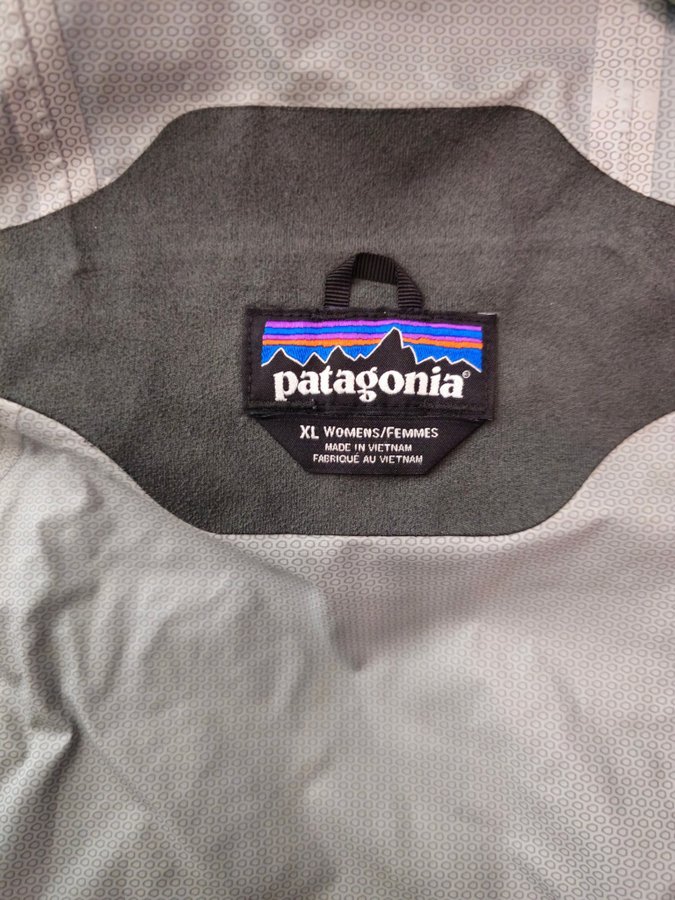 patagonia®
XL WOMENS/FEMMES
MADE IN VIETNAM
FABRIQUÉ AU VIETNAM